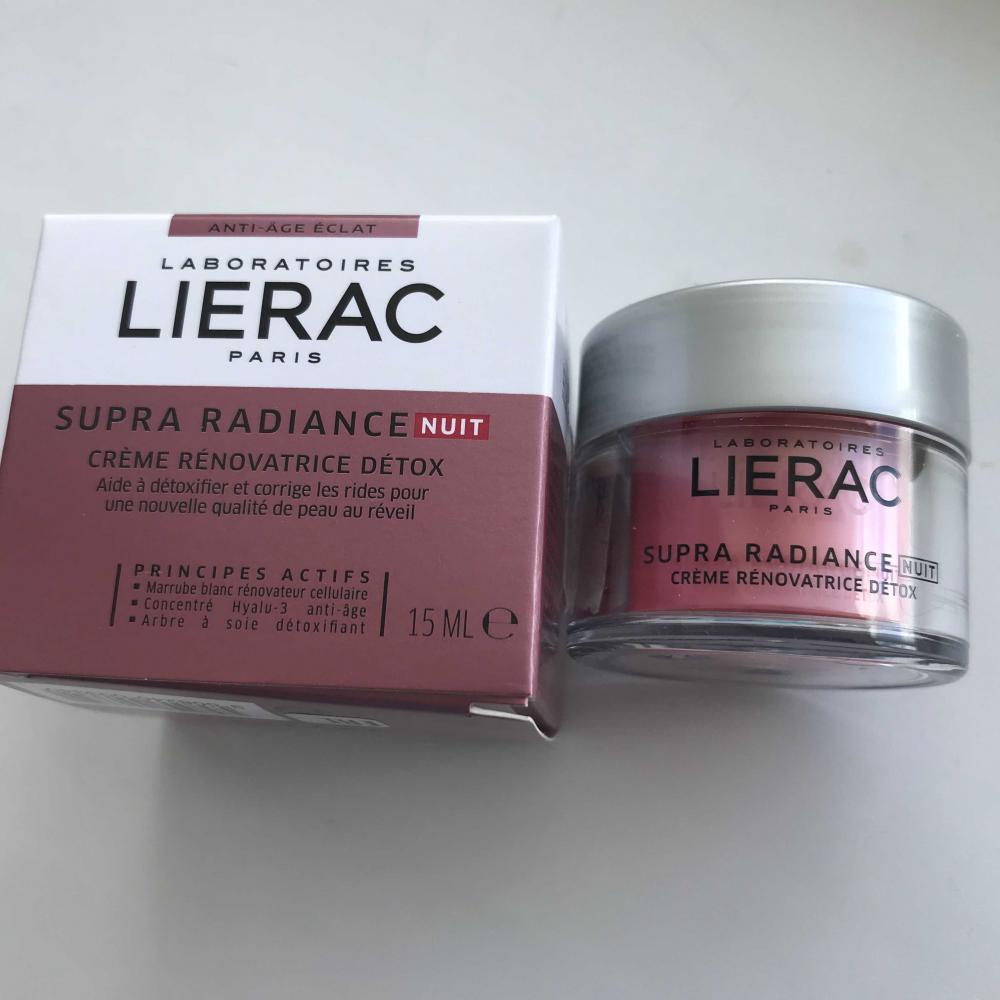 ANTI-ÂGE ÉCLAT
LABORATOIRES
LIERAC
PARIS
SUPRA RADIANCE NUIT
CRÈME RÉNOVATRICE DÉTOX
Aide à détoxifier et corrige les rides pour
une nouvelle qualité de peau au réveil
PRINCIPES ACTIFS
▪ Marrube blanc rénovateur cellulaire
▪ Concentré Hyalu-3 anti-âge
▪ Arbre à soie détoxifiant
15 ML ℮
LABORATOIRES
LIERAC
PARIS
SUPRA RADIANCE NUIT
CRÈME RÉNOVATRICE DÉTOX